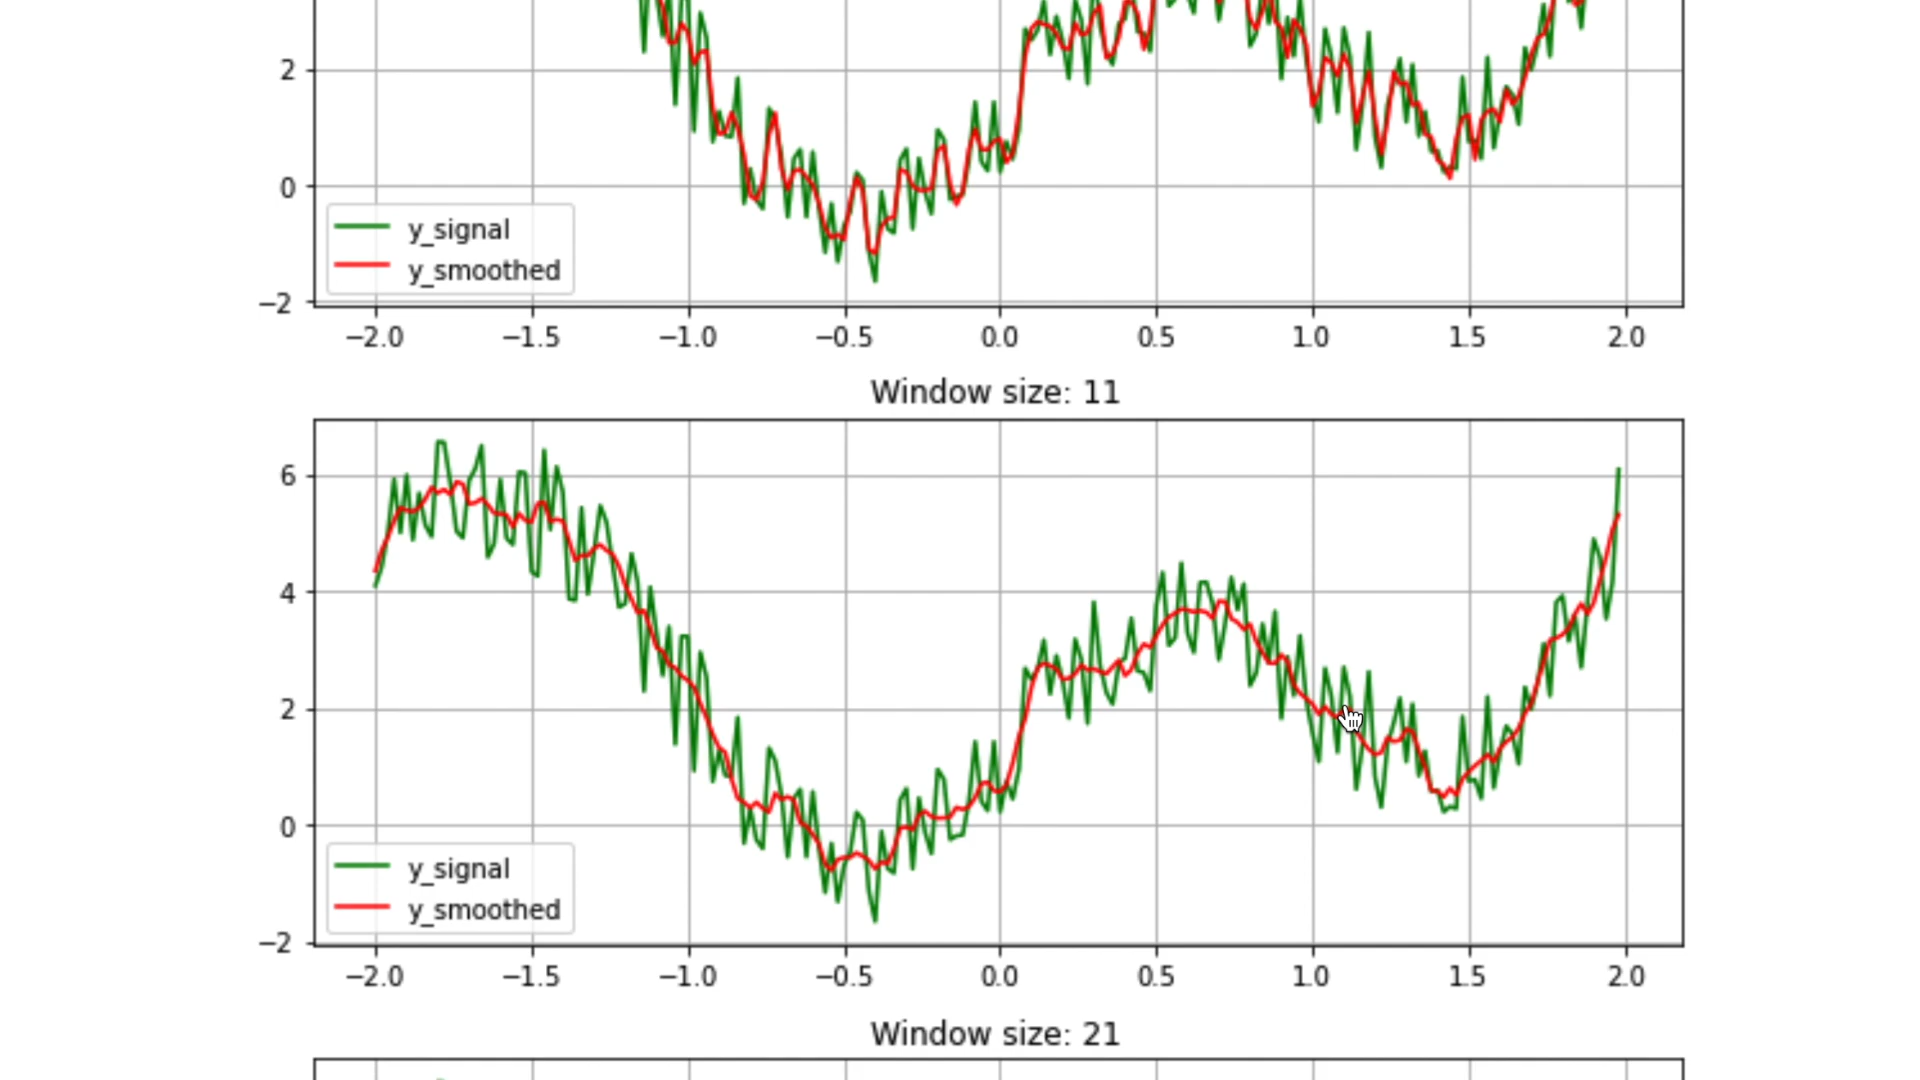 2
0
y_signal
y_smoothed
−2
−2.0 −1.5 −1.0 −0.5 0.0 0.5 1.0 1.5 2.0
Window size: 11
6
4
2
0
y_signal
y_smoothed
−2
−2.0 −1.5 −1.0 −0.5 0.0 0.5 1.0 1.5 2.0
Window size: 21